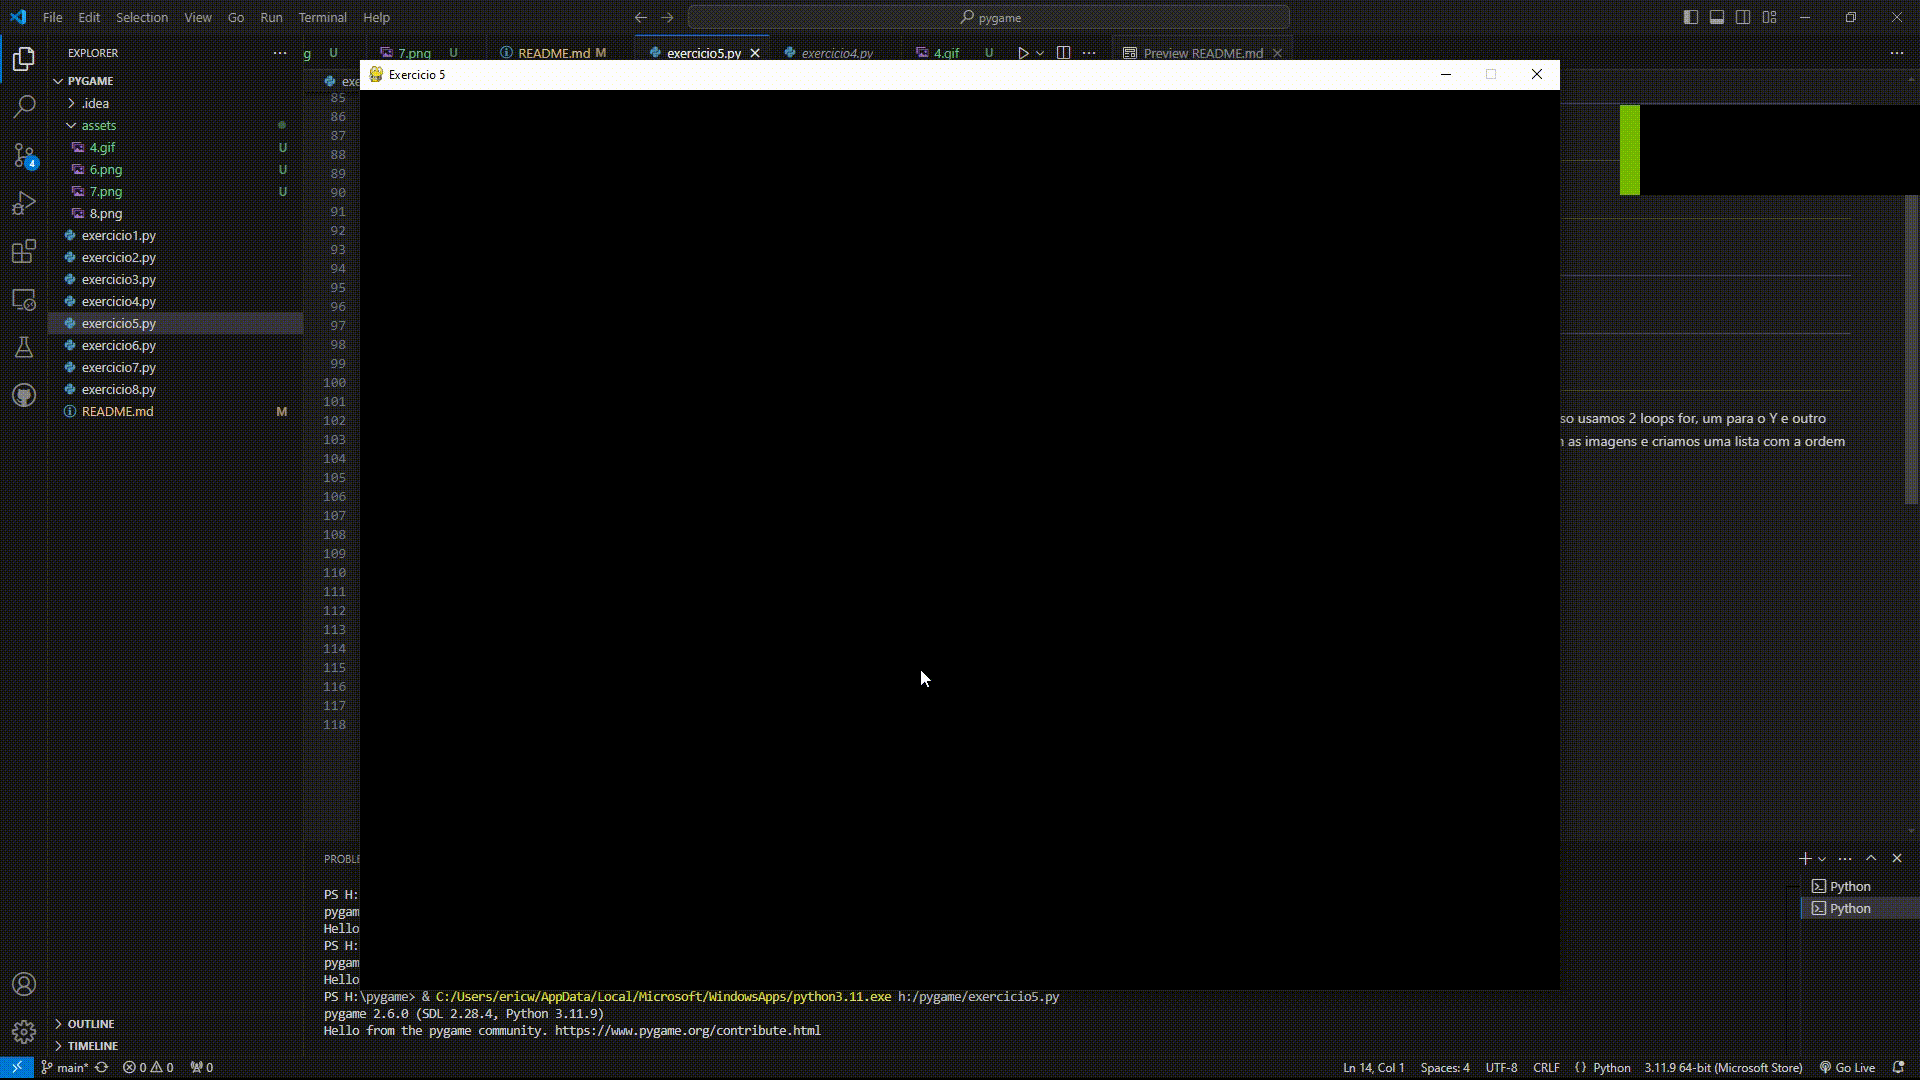 File Edit Selection View Go Run Terminal Help
pygame
EXPLORER
g U
7.png U
README.md M
exercicio5.py
exercicio4.py
4.gif U
Preview README.md
PYGAME
exe
Exercicio 5
.idea
assets
4.gif U
6.png U
7.png U
8.png
exercicio1.py
exercicio2.py
exercicio3.py
exercicio4.py
exercicio5.py
exercicio6.py
exercicio7.py
exercicio8.py
README.md M
4
85
86
87
88
89
90
91
92
93
94
95
96
97
98
99
100
101
102
103
104
105
106
107
108
109
110
111
112
113
114
115
116
117
118
so usamos 2 loops for, um para o Y e outro
as imagens e criamos uma lista com a ordem
PROBLE
Python
Python
PS H:
pygam
Hello
PS H:
pygam
Hello
PS H:\pygame> & C:/Users/ericw/AppData/Local/Microsoft/WindowsApps/python3.11.exe h:/pygame/exercicio5.py
pygame 2.6.0 (SDL 2.28.4, Python 3.11.9)
Hello from the pygame community. https://www.pygame.org/contribute.html
OUTLINE
TIMELINE
main* 0 0 0
Ln 14, Col 1 Spaces: 4 UTF-8 CRLF Python 3.11.9 64-bit (Microsoft Store) Go Live